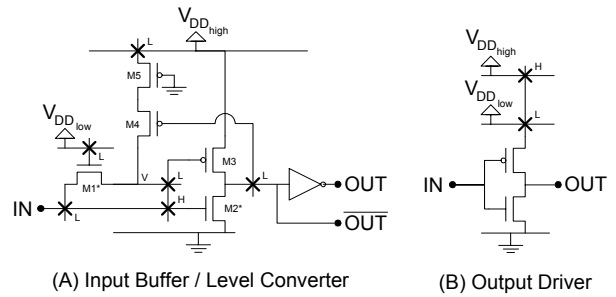 VDDhigh
L
M5
VDDlow
M4
L
M3
V
L
L
M1*
H
IN
L
M2*
OUT
OUT
(A) Input Buffer / Level Converter
VDDhigh
H
VDDlow
L
IN
OUT
(B) Output Driver